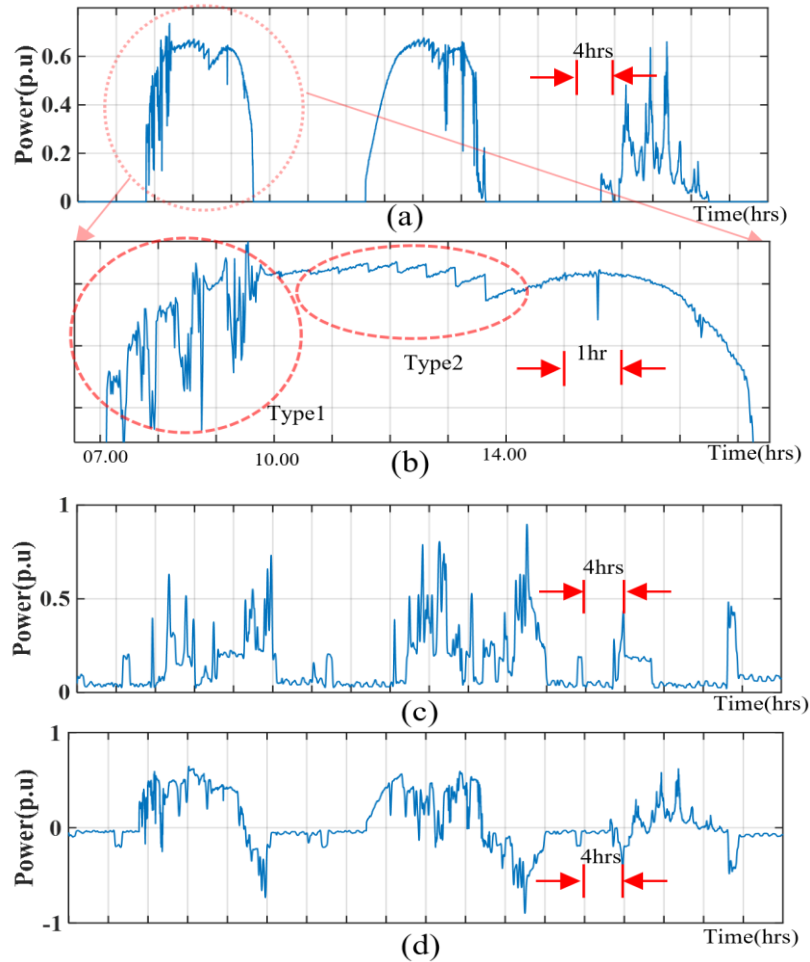 Power(p.u)
0.6
0.4
0.2
0
4hrs
Time(hrs)
(a)
Type1
Type2
1hr
07.00
10.00
14.00
Time(hrs)
(b)
Power(p.u)
1
0.5
0
4hrs
Time(hrs)
(c)
Power(p.u)
1
0
-1
4hrs
Time(hrs)
(d)